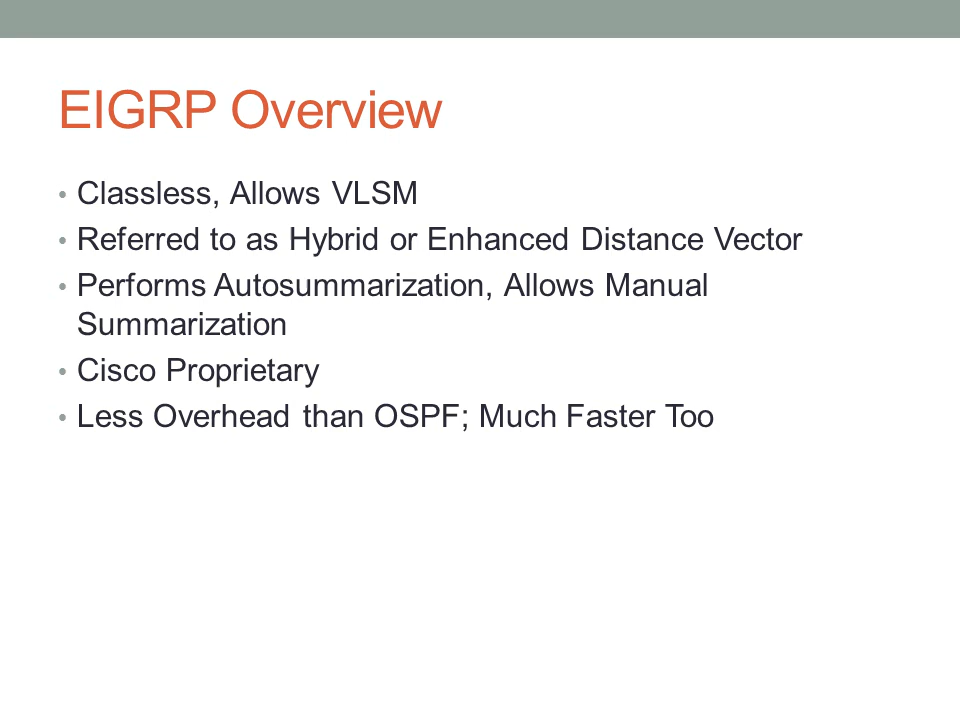 EIGRP Overview
• Classless, Allows VLSM
• Referred to as Hybrid or Enhanced Distance Vector
• Performs Autosummarization, Allows Manual
Summarization
• Cisco Proprietary
• Less Overhead than OSPF; Much Faster Too